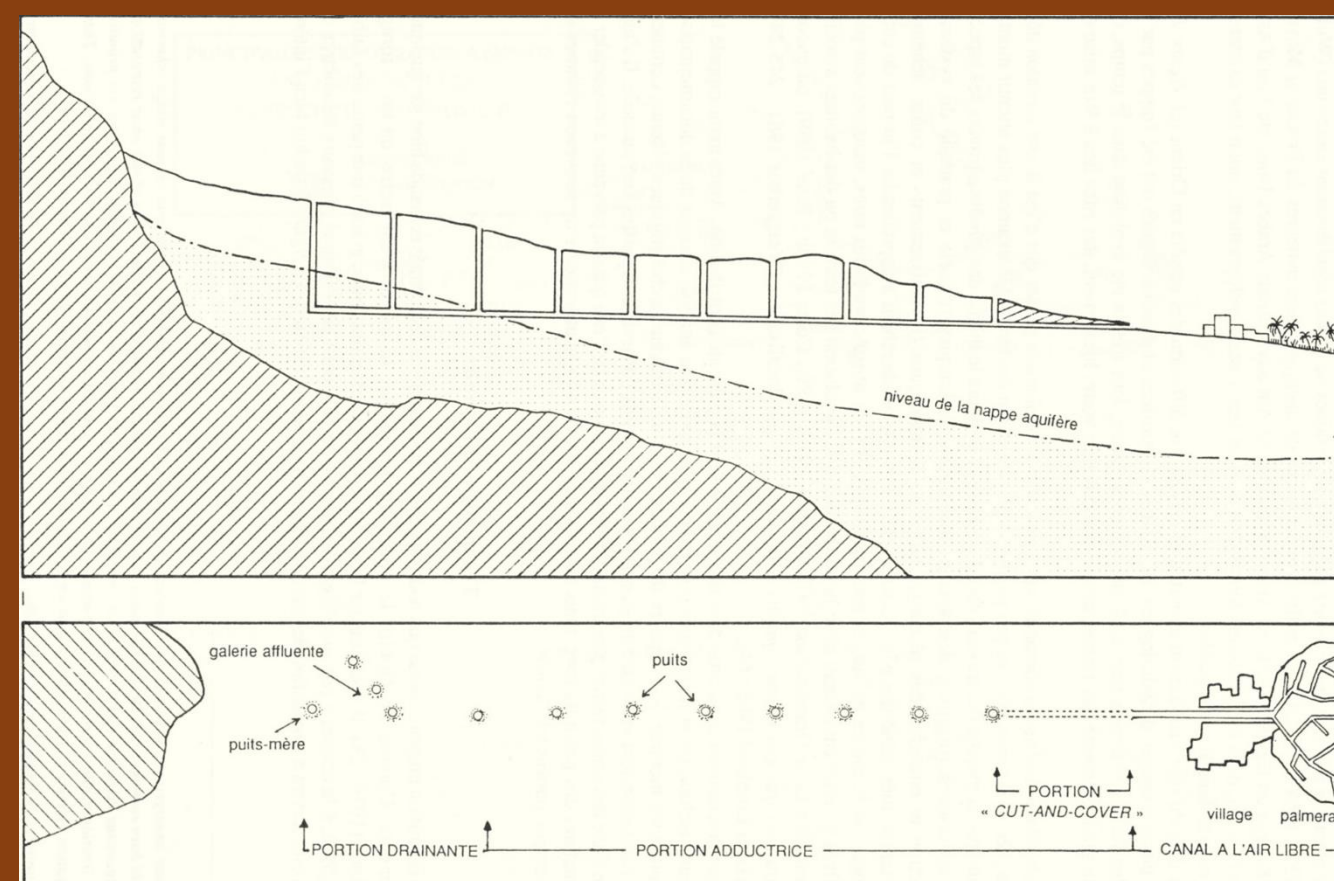 niveau de la nappe aquifère
galerie affluente
puits
puits-mère
PORTION
« CUT-AND-COVER »
village palmera
PORTION DRAINANTE
PORTION ADDUCTRICE
CANAL A L'AIR LIBRE